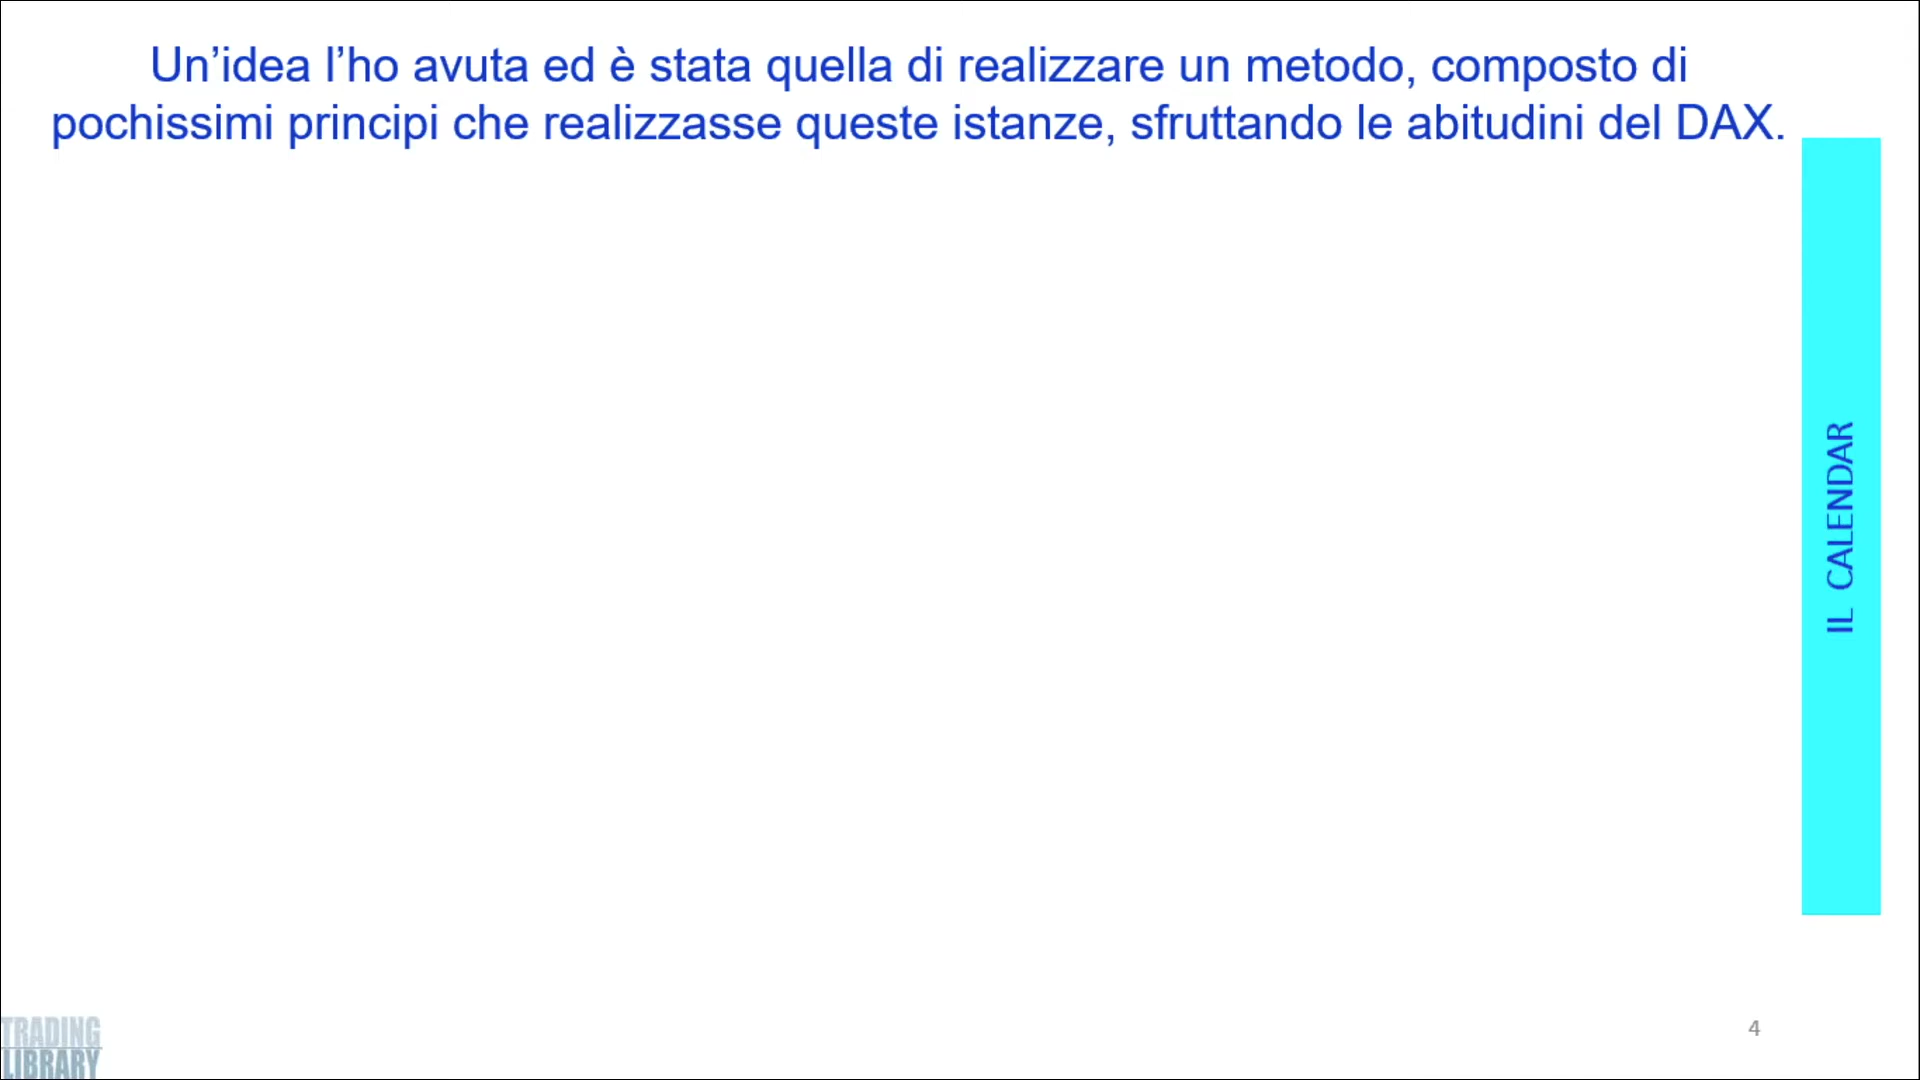 Un’idea l’ho avuta ed è stata quella di realizzare un metodo, composto di
pochissimi principi che realizzasse queste istanze, sfruttando le abitudini del DAX.
IL CALENDAR
TRADING
LIBRARY
4